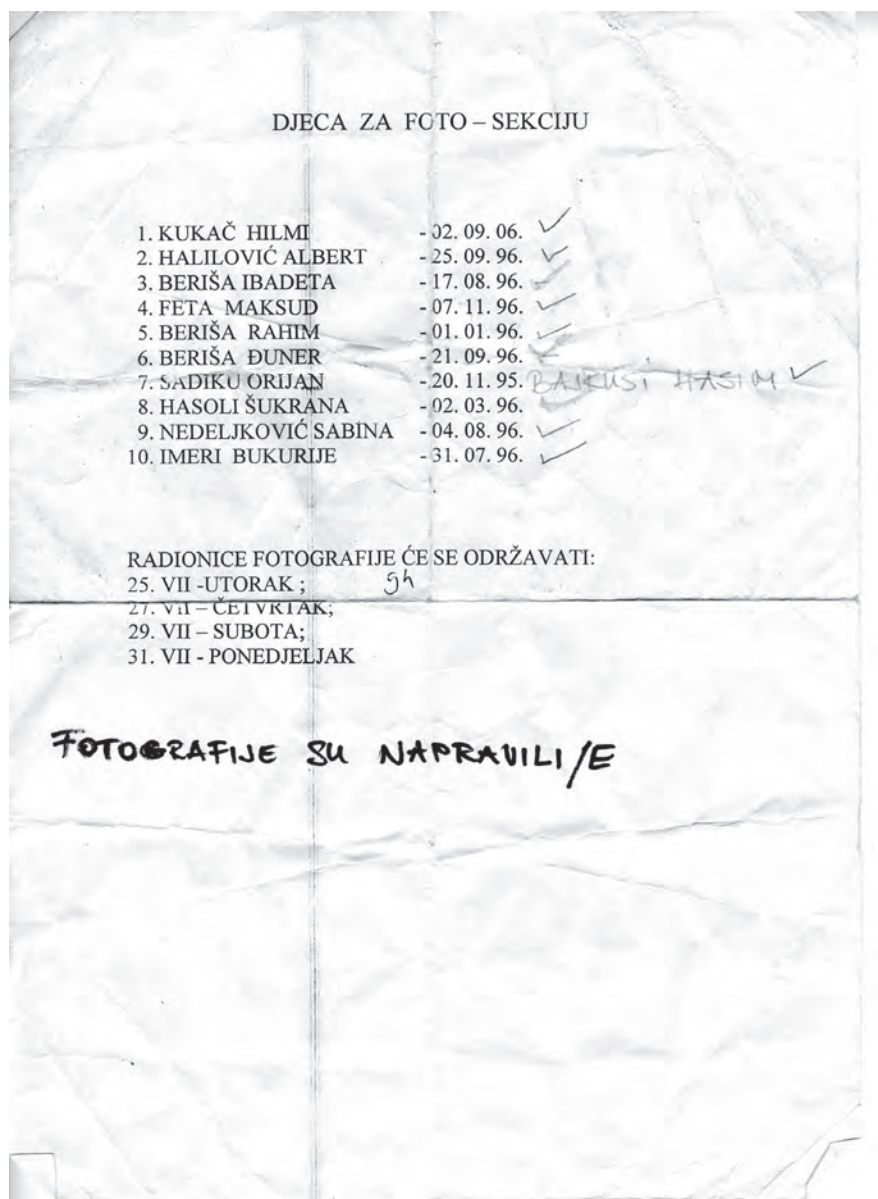 DJECA ZA FOTO – SEKCIJU
1. KUKAČ HILMI - 02. 09. 06.
2. HALILOVIĆ ALBERT - 25. 09. 96.
3. BERIŠA IBADETA - 17. 08. 96.
4. FETA MAKSUD - 07. 11. 96.
5. BERIŠA RAHIM - 01. 01. 96.
6. BERIŠA ĐUNER - 21. 09. 96.
7. SADIKU ORIJAN - 20. 11. 95. HASIM
8. HASOLI ŠUKRANA - 02. 03. 96.
9. NEDELJKOVIĆ SABINA - 04. 08. 96.
10. IMERI BUKURIJE - 31. 07. 96.
RADIONICE FOTOGRAFIJE ĆE SE ODRŽAVATI:
25. VII -UTORAK ; 9h
27. VII – ČETVRTAK;
29. VII – SUBOTA;
31. VII - PONEDJELJAK
FOTOGRAFIJE SU NAPRAVILI/E